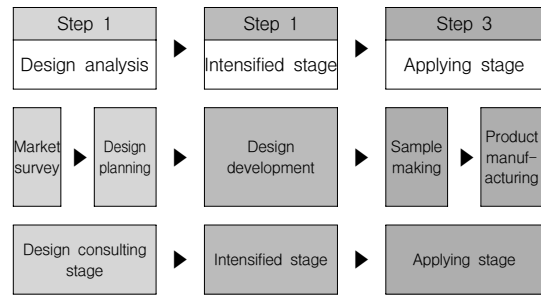 Step 1
Step 1
Step 3
Design analysis
Intensified stage
Applying stage
Market
survey
Design
planning
Design
development
Sample
making
Product
manuf-
acturing
Design consulting
stage
Intensified stage
Applying stage